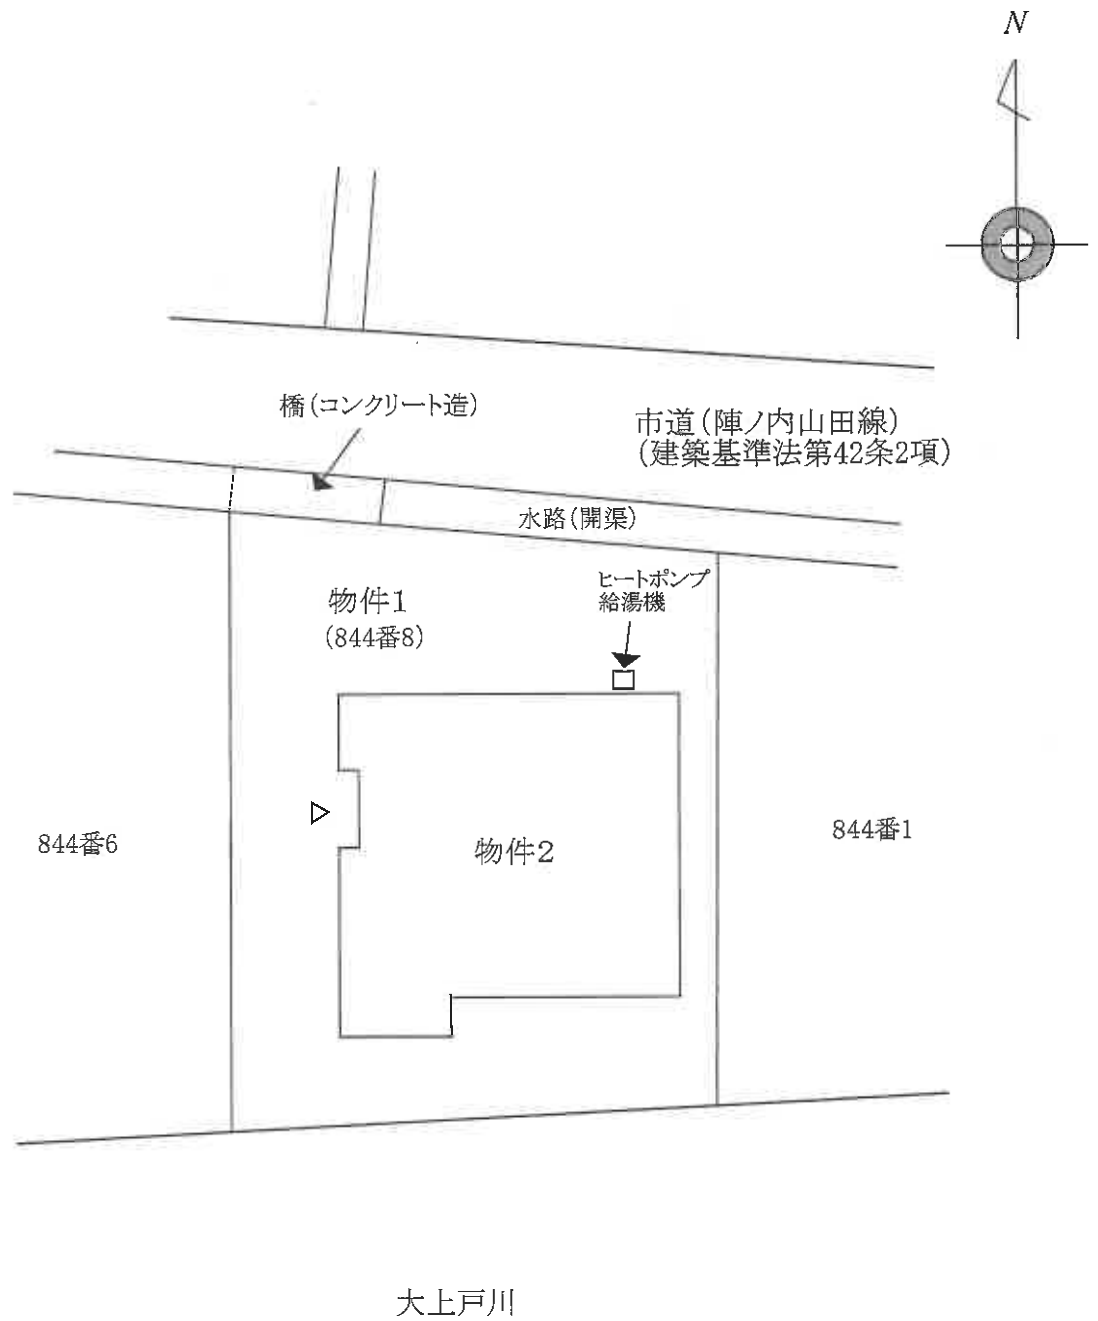 N
橋(コンクリート造)
市道(陣ノ内山田線)
(建築基準法第42条2項)
水路(開渠)
ヒートポンプ
給湯機
物件1
(844番8)
844番6
物件2
844番1
大上戸川